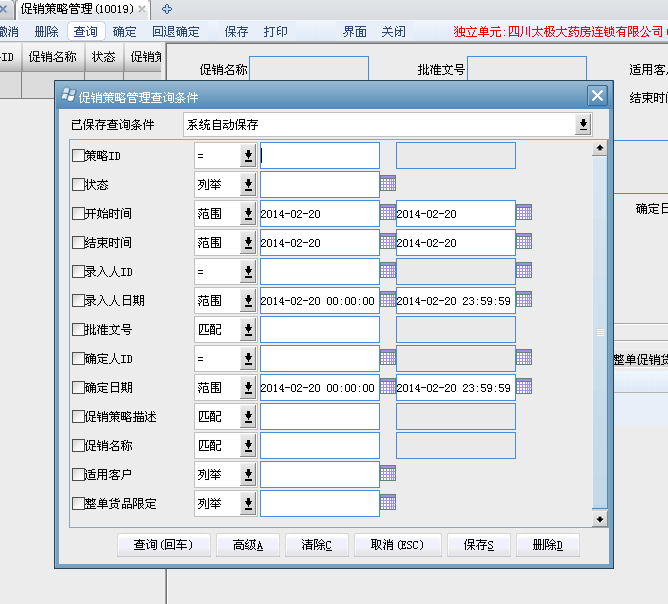 促销策略管理(10019)
撤消 删除 查询 确定 回退确定 保存 打印 界面 关闭 独立单元:四川太极大药房连锁有限公司
ID 促销名称 状态 促销策
促销名称 批准文号 适用客
结束时间
确定日
整单促销货
促销策略管理查询条件
已保存查询条件 系统自动保存
策略ID =
状态 列举
开始时间 范围 2014-02-20 2014-02-20
结束时间 范围 2014-02-20 2014-02-20
录入人ID =
录入人日期 范围 2014-02-20 00:00:00 2014-02-20 23:59:59
批准文号 匹配
确定人ID =
确定日期 范围 2014-02-20 00:00:00 2014-02-20 23:59:59
促销策略描述 匹配
促销名称 匹配
适用客户 列举
整单货品限定 列举
查询(回车) 高级A 清除C 取消(ESC) 保存S 删除D